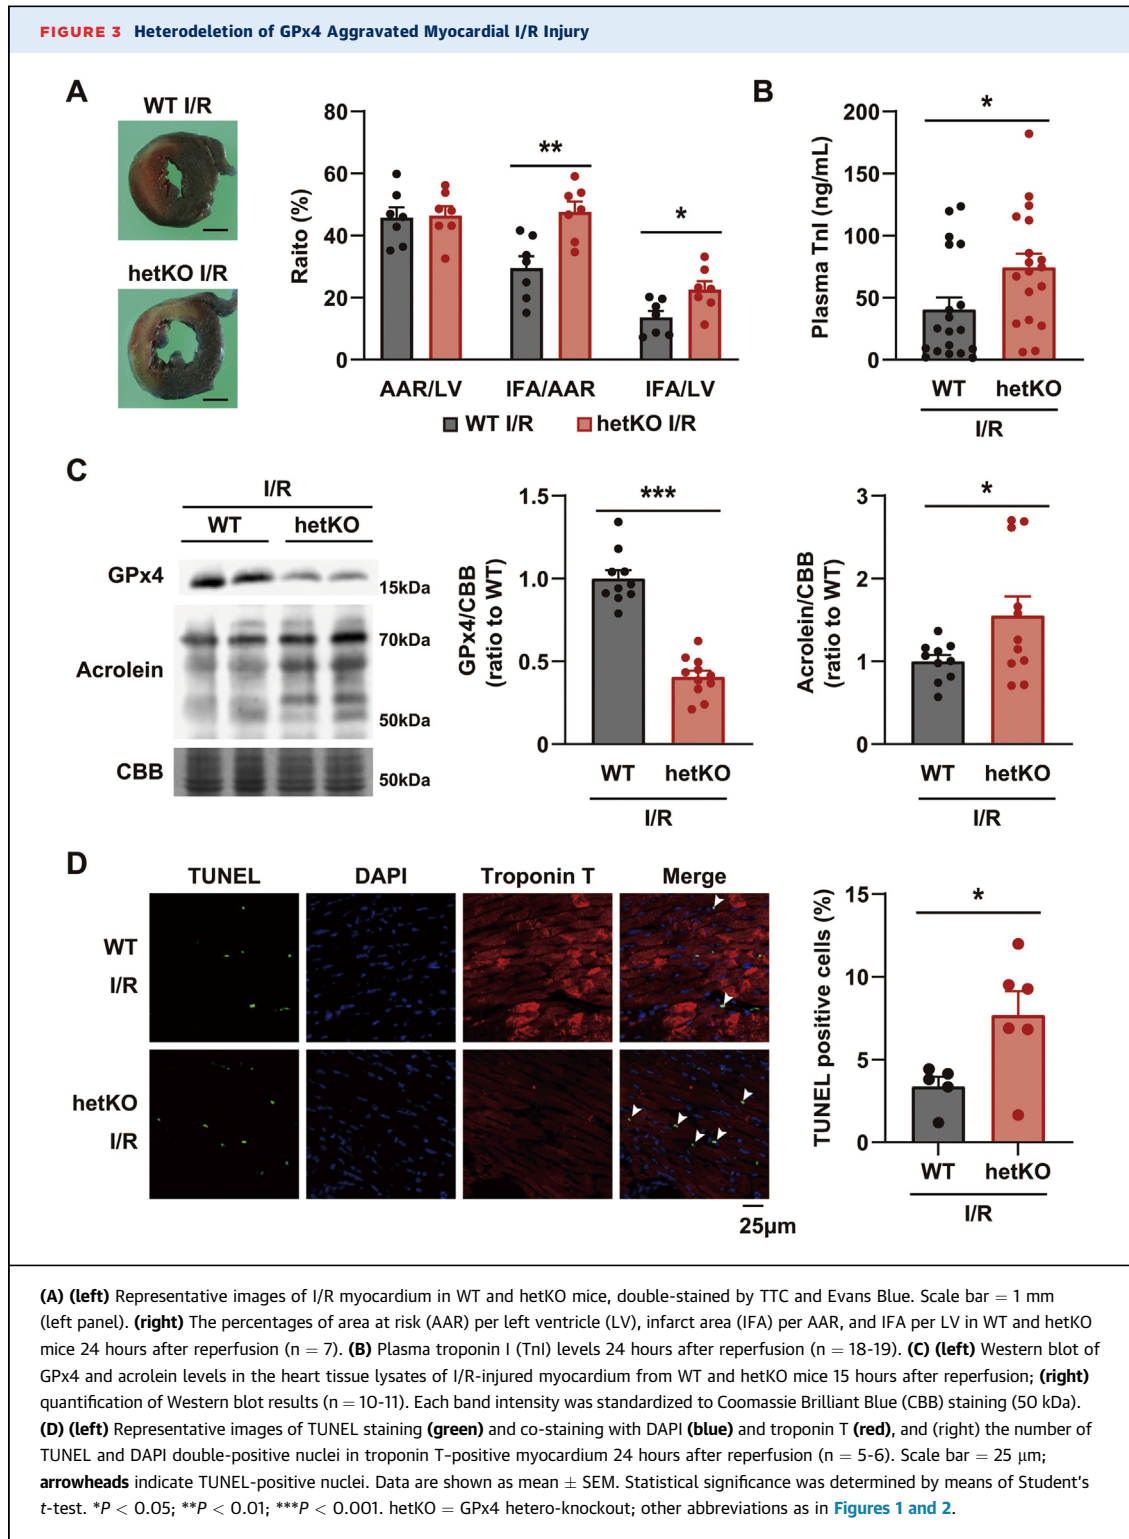 FIGURE 3 Heterodeletion of GPx4 Aggravated Myocardial I/R Injury
A
WT I/R
hetKO I/R
Raito (%)
80
60
40
20
0
**
*
AAR/LV IFA/AAR IFA/LV
WT I/R hetKO I/R
B
Plasma TnI (ng/mL)
200
150
100
50
0
*
WT hetKO
I/R
C
I/R
WT hetKO
GPx4
15kDa
Acrolein
70kDa
50kDa
CBB
50kDa
GPx4/CBB
(ratio to WT)
1.5
1.0
0.5
0
***
WT hetKO
I/R
Acrolein/CBB
(ratio to WT)
3
2
1
0
*
WT hetKO
I/R
D
TUNEL DAPI Troponin T Merge
WT
I/R
hetKO
I/R
25μm
TUNEL positive cells (%)
15
10
5
0
*
WT hetKO
I/R
(A) (left) Representative images of I/R myocardium in WT and hetKO mice, double-stained by TTC and Evans Blue. Scale bar = 1 mm
(left panel). (right) The percentages of area at risk (AAR) per left ventricle (LV), infarct area (IFA) per AAR, and IFA per LV in WT and hetKO
mice 24 hours after reperfusion (n = 7). (B) Plasma troponin I (TnI) levels 24 hours after reperfusion (n = 18-19). (C) (left) Western blot of
GPx4 and acrolein levels in the heart tissue lysates of I/R-injured myocardium from WT and hetKO mice 15 hours after reperfusion; (right)
quantification of Western blot results (n = 10-11). Each band intensity was standardized to Coomassie Brilliant Blue (CBB) staining (50 kDa).
(D) (left) Representative images of TUNEL staining (green) and co-staining with DAPI (blue) and troponin T (red), and (right) the number of
TUNEL and DAPI double-positive nuclei in troponin T–positive myocardium 24 hours after reperfusion (n = 5-6). Scale bar = 25 μm;
arrowheads indicate TUNEL-positive nuclei. Data are shown as mean ± SEM. Statistical significance was determined by means of Student's
t-test. *P < 0.05; **P < 0.01; ***P < 0.001. hetKO = GPx4 hetero-knockout; other abbreviations as in Figures 1 and 2.